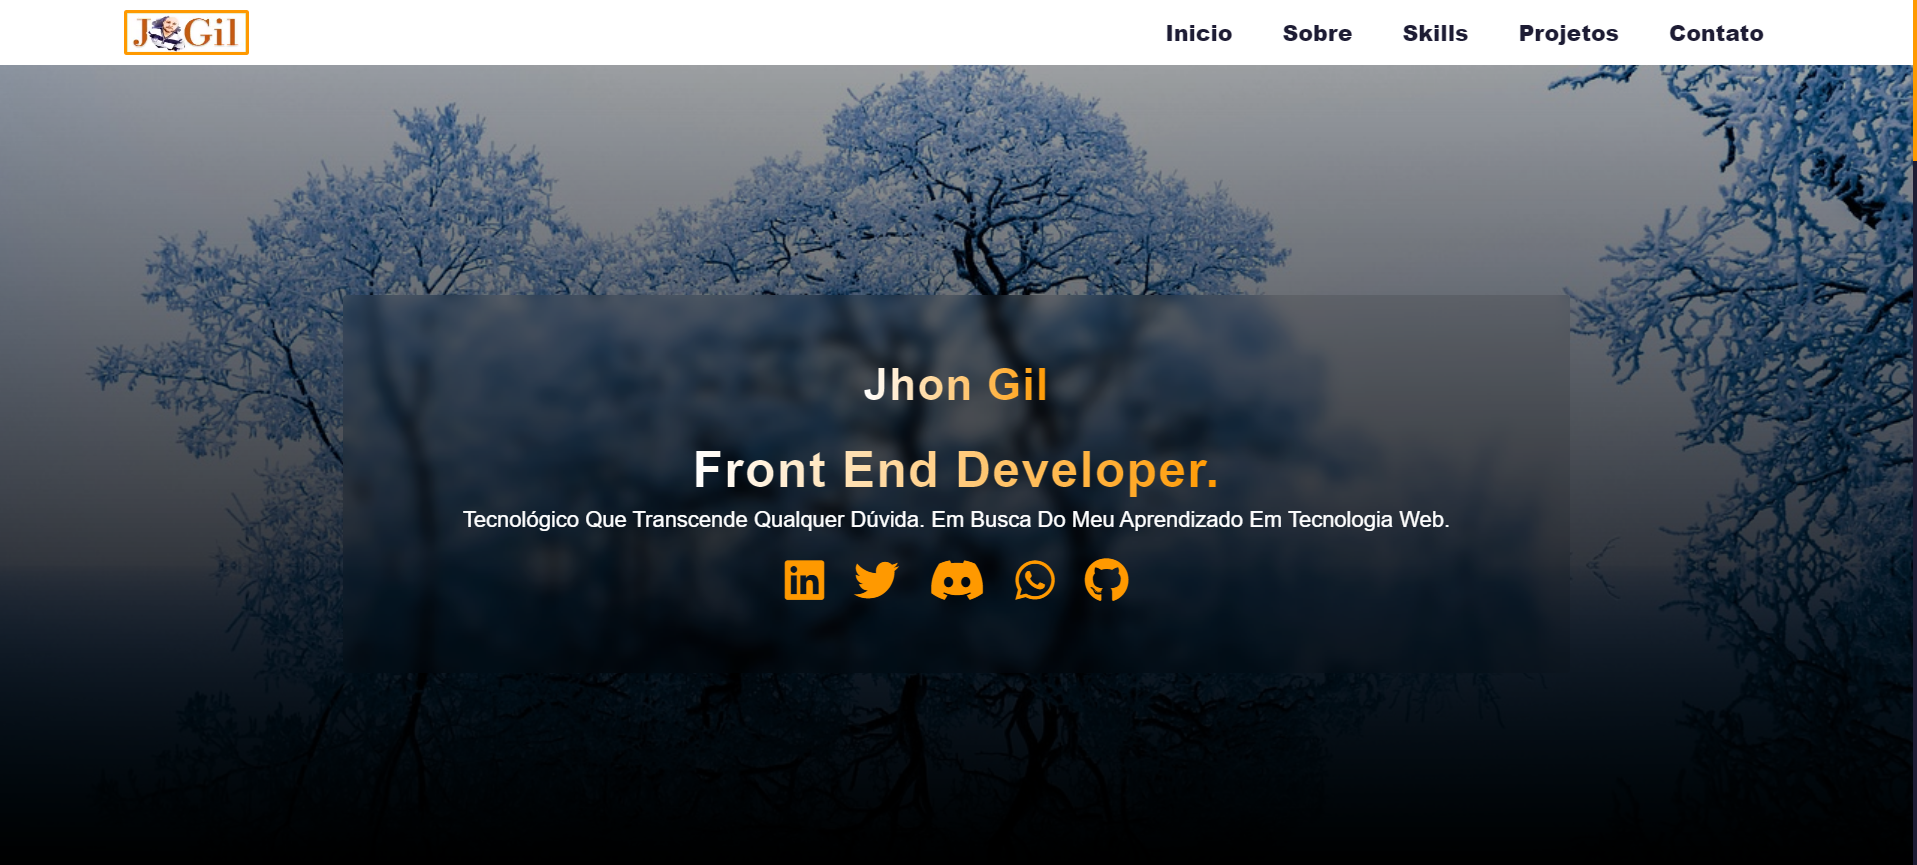 J Gil
Inicio Sobre Skills Projetos Contato
Jhon Gil
Front End Developer.
Tecnológico Que Transcende Qualquer Dúvida. Em Busca Do Meu Aprendizado Em Tecnologia Web.
in